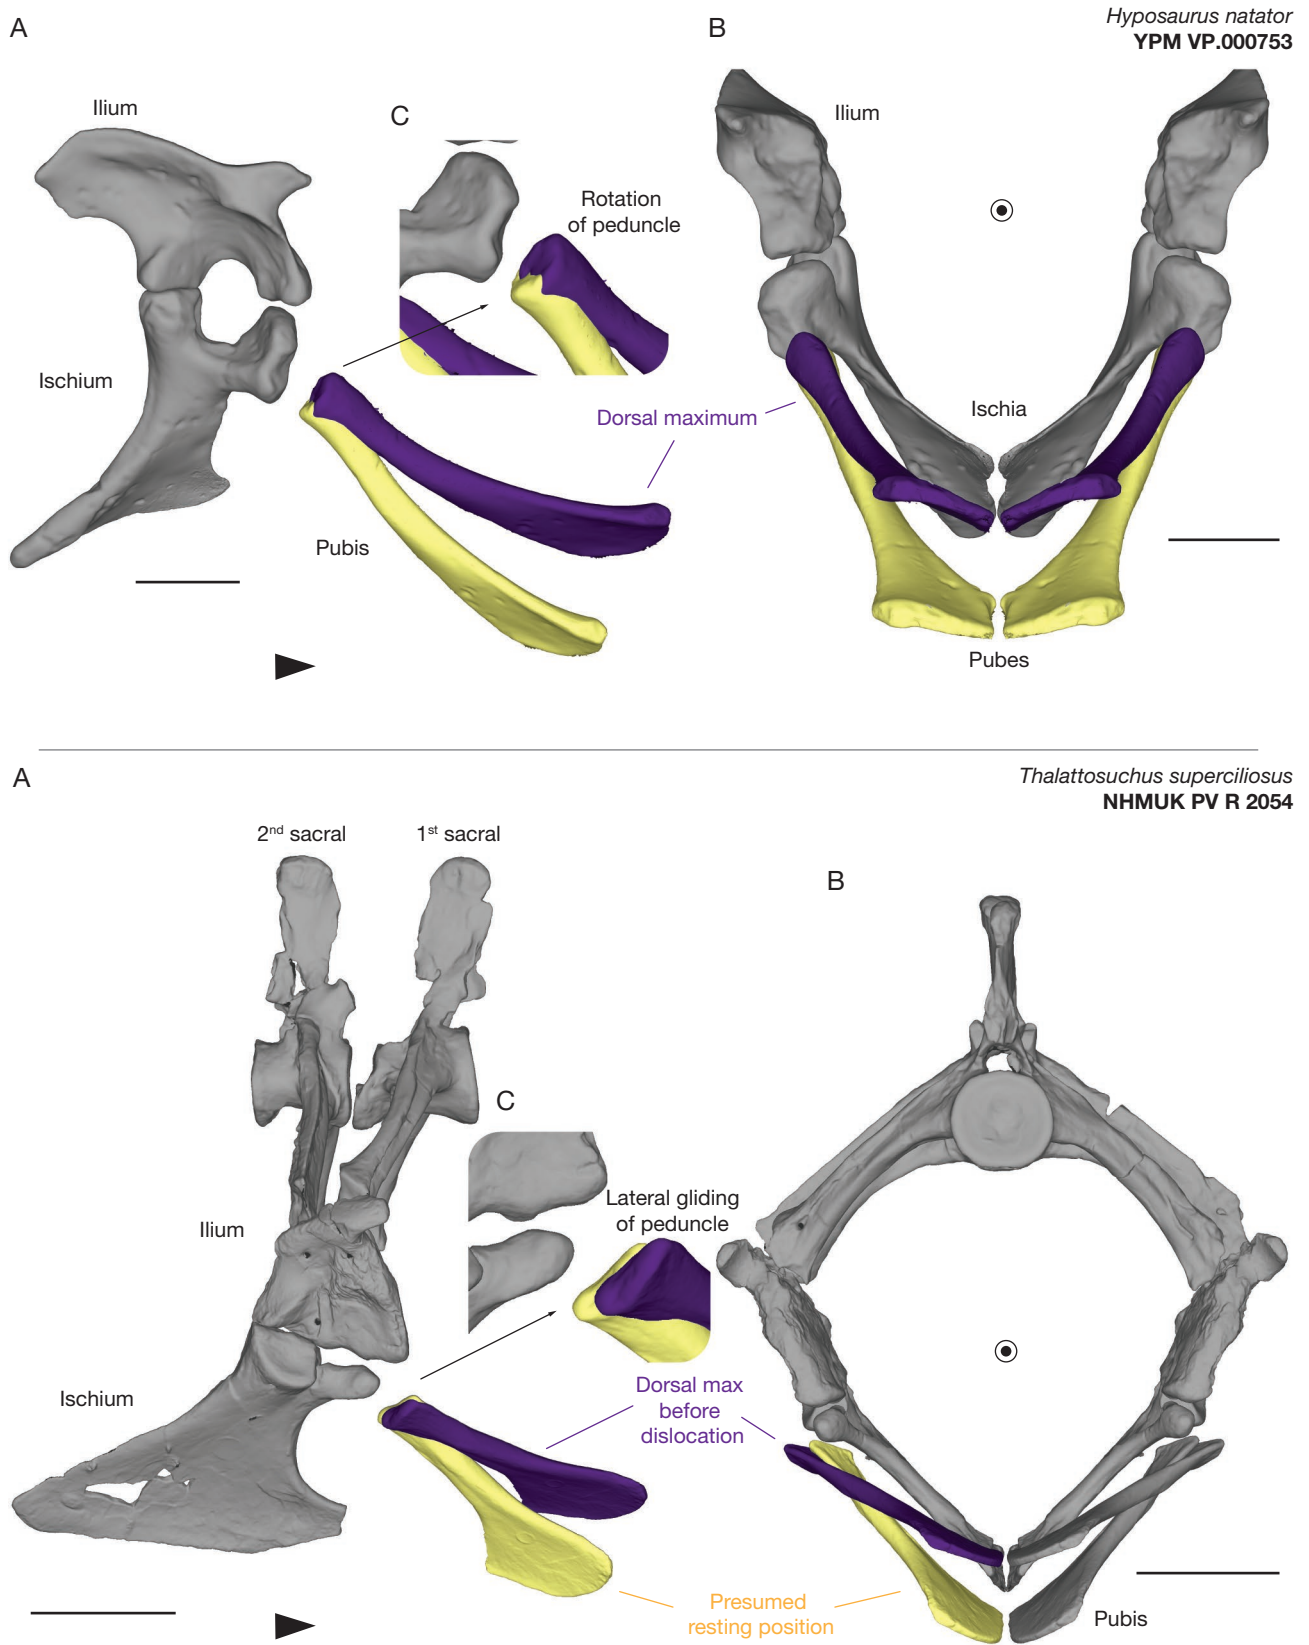 A
B
Hyposaurus natator
YPM VP.000753
Ilium
C
Ilium
Rotation
of peduncle
Ischium
Dorsal maximum
Ischia
Pubis
Pubes
A
Thalattosuchus superciliosus
NHMUK PV R 2054
2nd sacral
1st sacral
B
C
Lateral gliding
of peduncle
Ilium
Ischium
Dorsal max
before
dislocation
Presumed
resting position
Pubis